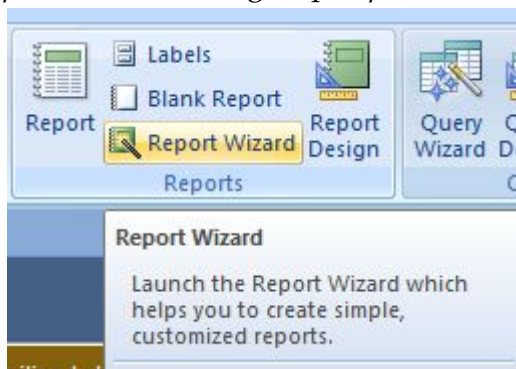 Labels
Blank Report
Report
Report Wizard
Report
Design
Query
Wizard
Reports
Report Wizard
Launch the Report Wizard which
helps you to create simple,
customized reports.